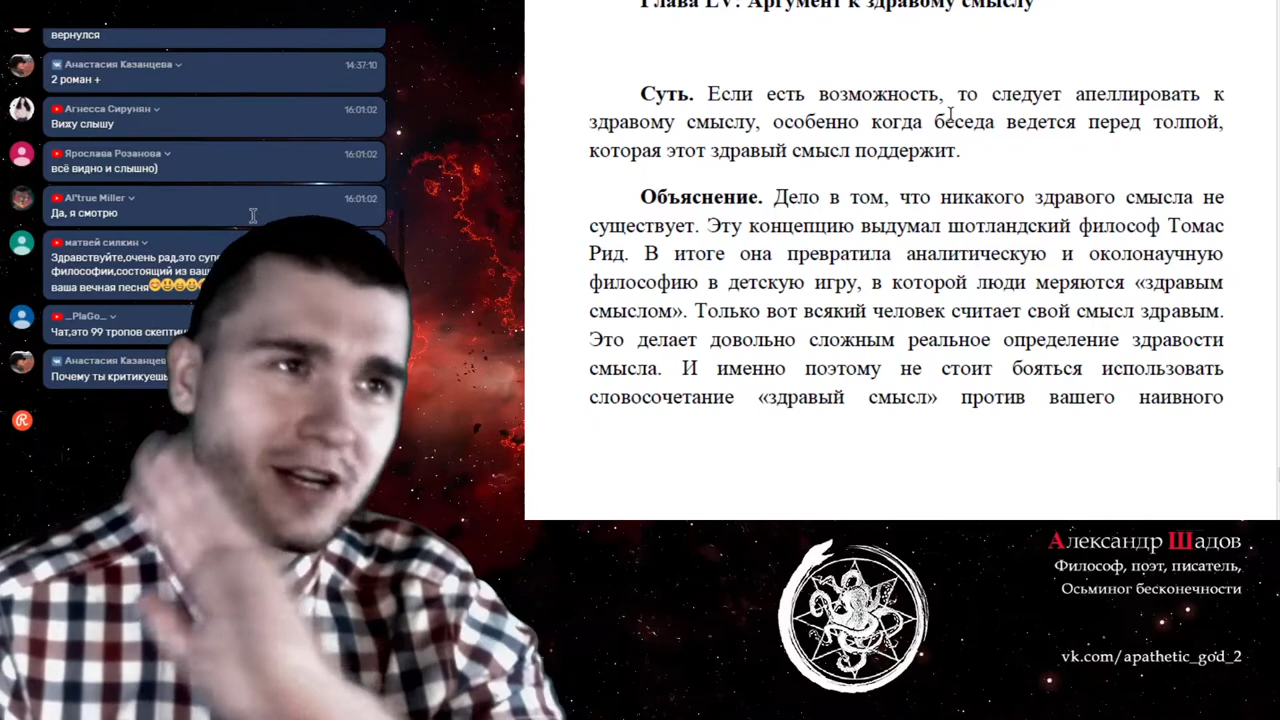 вернулся
Анастасия Казанцева
14:37:10
2 роман +
Агнесса Сирунян
16:01:02
Вижу слышу
Ярослава Розанова
16:01:02
всё видно и слышно)
Al'true Miller
16:01:02
Да, я смотрю
матвей силкин
Здравствуйте,очень рад,это
философии,состоящий из
ваша вечная песня
_PlaGo_
Чат,это 99 тропов
Анастасия
Почему ты
Глава LV: Аргумент к здравому смыслу
Суть. Если есть возможность, то следует апеллировать к
здравому смыслу, особенно когда беседа ведется перед толпой,
которая этот здравый смысл поддержит.
Объяснение. Дело в том, что никакого здравого смысла не
существует. Эту концепцию выдумал шотландский философ Томас
Рид. В итоге она превратила аналитическую и околонаучную
философию в детскую игру, в которой люди меряются «здравым
смыслом». Только вот всякий человек считает свой смысл здравым.
Это делает довольно сложным реальное определение здравости
смысла. И именно поэтому не стоит бояться использовать
словосочетание «здравый смысл» против вашего наивного
Александр Шадов
Философ, поэт, писатель,
Осьминог бесконечности
vk.com/apathetic_god_2